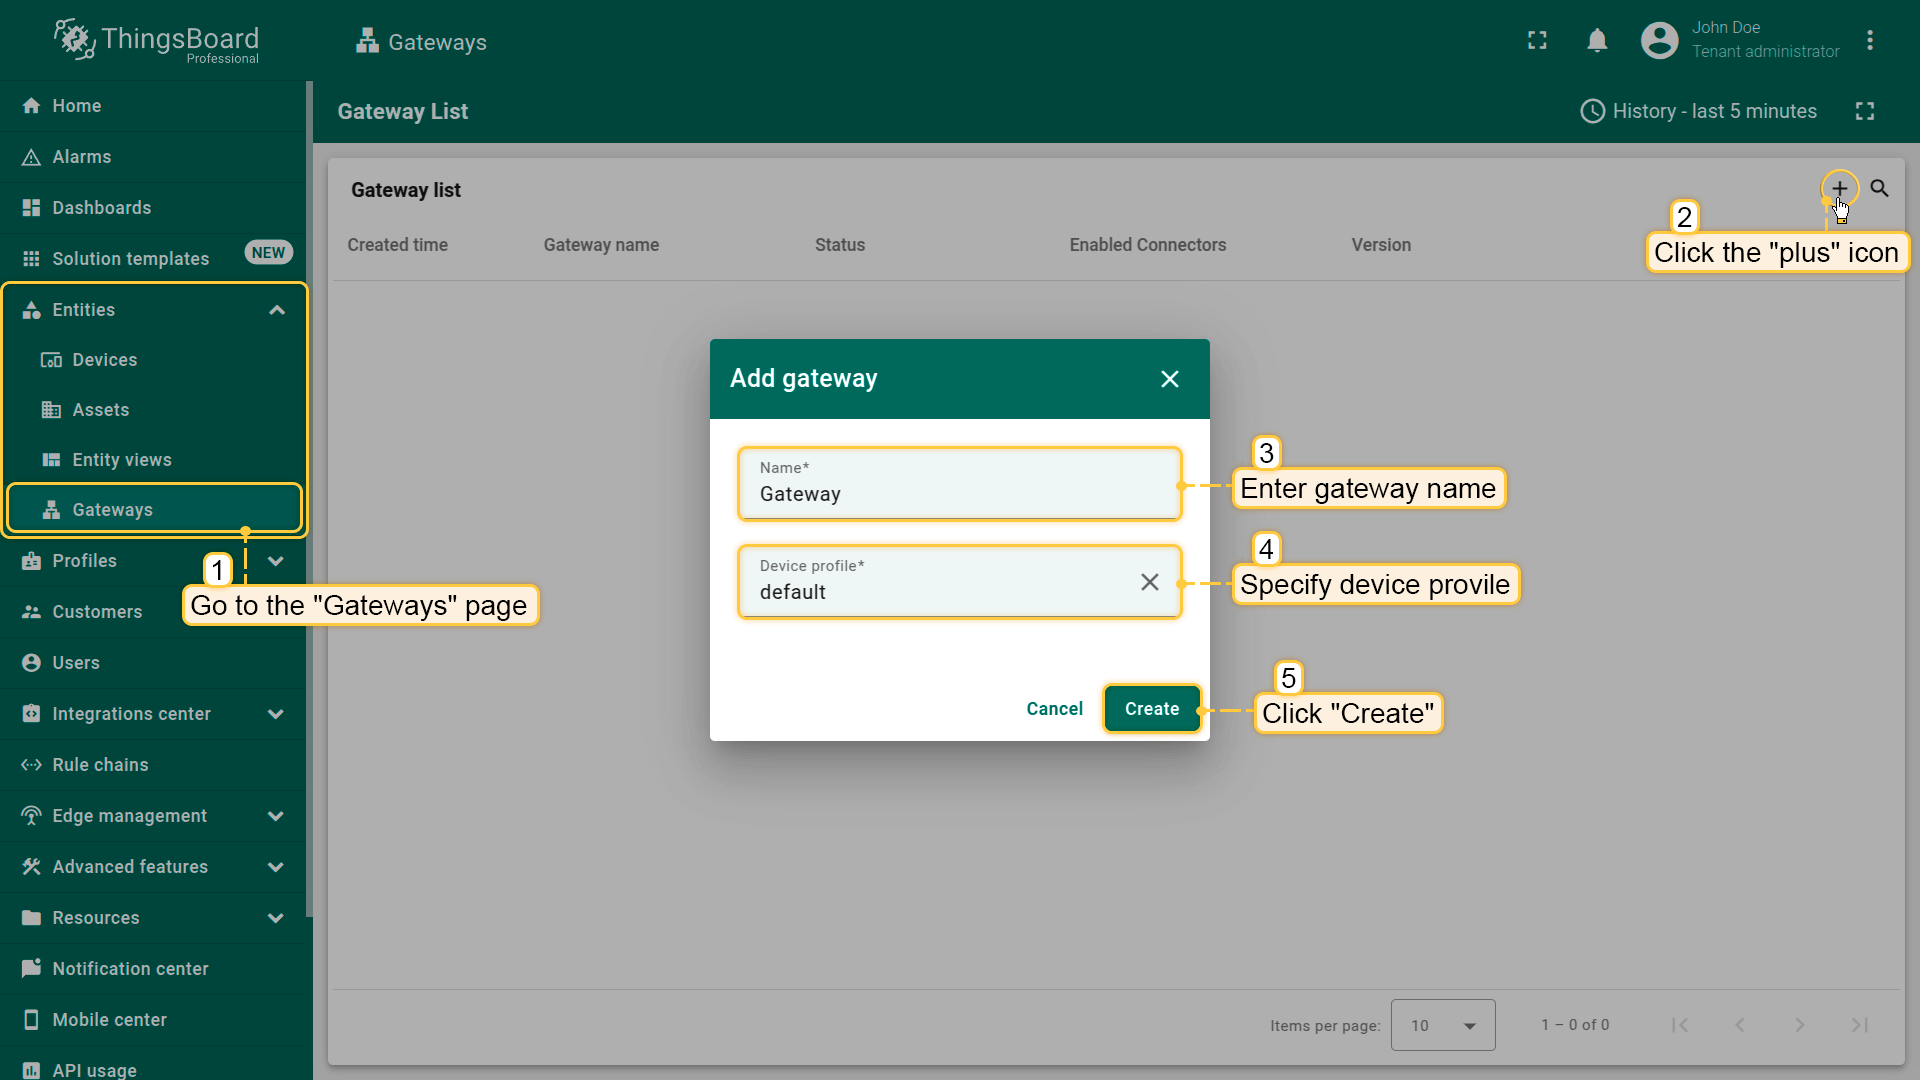 ThingsBoard
Professional
Gateways
John Doe
Tenant administrator
Home
Alarms
Dashboards
Solution templates
NEW
Entities
Devices
Assets
Entity views
Gateways
Profiles
Customers
Users
Integrations center
Rule chains
Edge management
Advanced features
Resources
Notification center
Mobile center
API usage
1
Go to the "Gateways" page
Gateway List
History - last 5 minutes
Gateway list
Created time
Gateway name
Status
Enabled Connectors
Version
2
Click the "plus" icon
Add gateway
Name*
Gateway
3
Enter gateway name
Device profile*
default
4
Specify device provile
Cancel
Create
5
Click "Create"
Items per page:
10
1 – 0 of 0